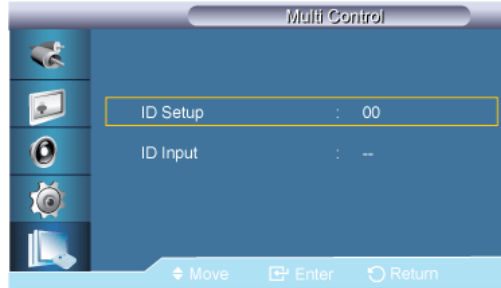 Multi Control
ID Setup : 00
ID Input : --
Move Enter Return